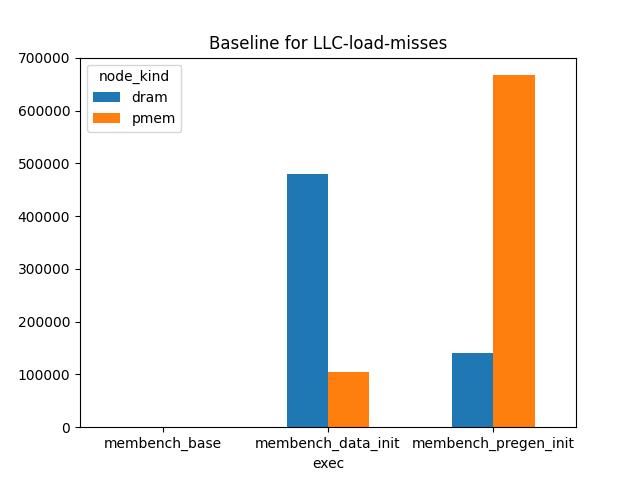 Baseline for LLC-load-misses
node_kind
dram
pmem
700000
600000
500000
400000
300000
200000
100000
0
membench_base
membench_data_init
membench_pregen_init
exec